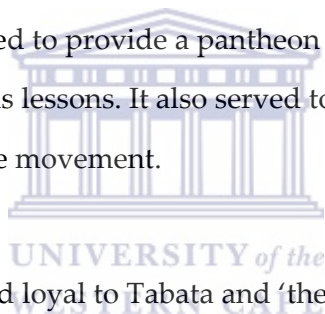 ed to provide a pantheon
s lessons. It also served to
e movement.
UNIVERSITY of the
d loyal to Tabata and ‘the
WESTERN CAPE